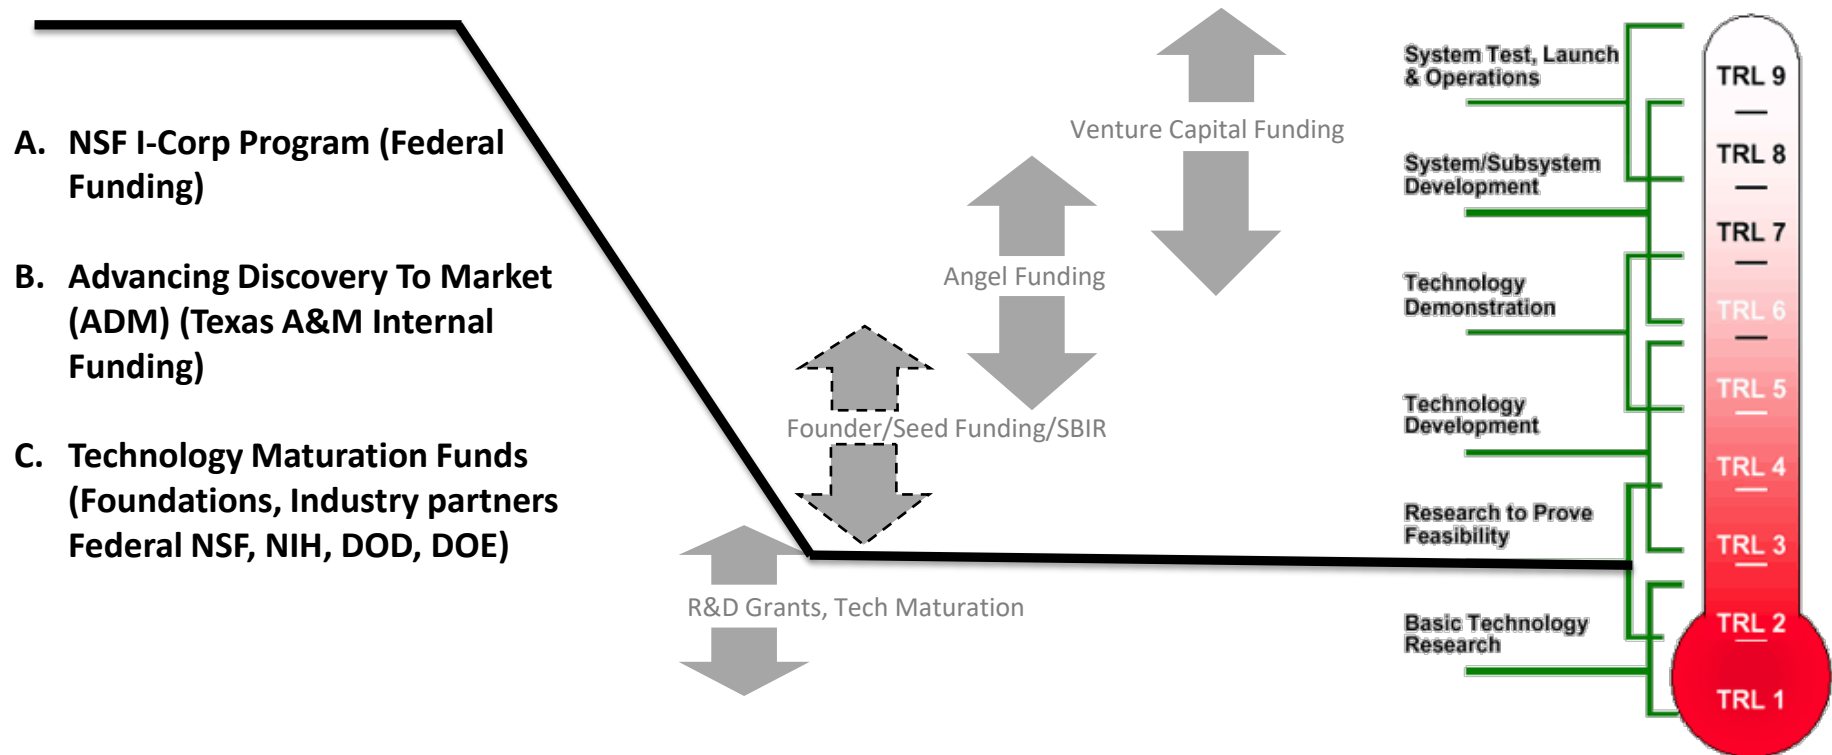 A. NSF I-Corp Program (Federal
Funding)
B. Advancing Discovery To Market
(ADM) (Texas A&M Internal
Funding)
C. Technology Maturation Funds
(Foundations, Industry partners
Federal NSF, NIH, DOD, DOE)
Venture Capital Funding
Angel Funding
Founder/Seed Funding/SBIR
R&D Grants, Tech Maturation
System Test, Launch
& Operations
System/Subsystem
Development
Technology
Demonstration
Technology
Development
Research to Prove
Feasibility
Basic Technology
Research
TRL 9
TRL 8
TRL 7
TRL 6
TRL 5
TRL 4
TRL 3
TRL 2
TRL 1